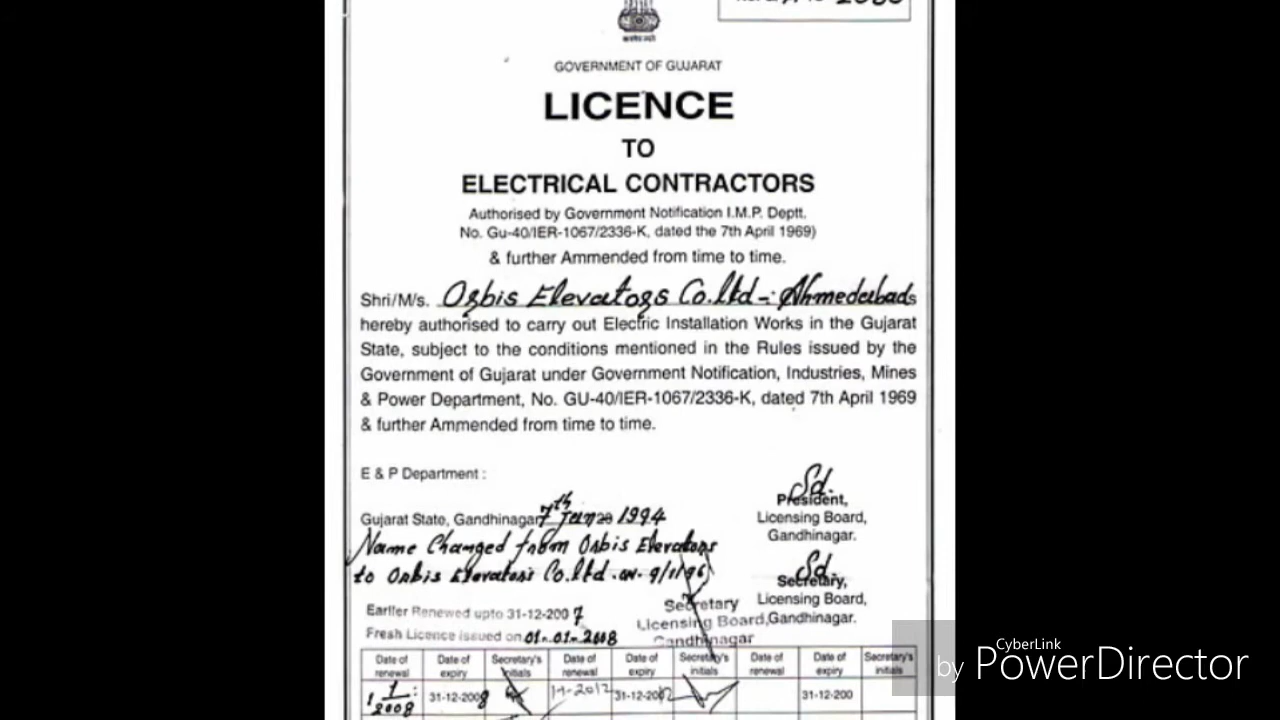 GOVERNMENT OF GUJARAT
LICENCE
TO
ELECTRICAL CONTRACTORS
Authorised by Government Notification I.M.P. Deptt.
No. Gu-40/IER-1067/2336-K, dated the 7th April 1969)
& further Ammended from time to time.
Shri/M/s. Orbis Elevators Co. ltd - Ahmedabad is
hereby authorised to carry out Electric Installation Works in the Gujarat
State, subject to the conditions mentioned in the Rules issued by the
Government of Gujarat under Government Notification, Industries, Mines
& Power Department, No. GU-40/IER-1067/2336-K, dated 7th April 1969
& further Ammended from time to time.
E & P Department :
Gujarat State, Gandhinagar 7th Jan 1994
Name Changed from Orbis Elevators
to Orbis Elevators Co. ltd. on. 9/1/96
Sd.
President,
Licensing Board,
Gandhinagar.
Sd.
Secretary,
Licensing Board,
Gandhinagar.
Secretary
Licensing Board,
Gandhinagar
Earlier Renewed upto 31-12-2007
Fresh Licence issued on 01-01-2008
Date of renewal Date of expiry Secretary's initials Date of renewal Date of expiry Secretary's initials Date of renewal Date of expiry Secretary's initials
1/1/2008 31-12-2008 31-12-200 31-12-200
by CyberLink PowerDirector